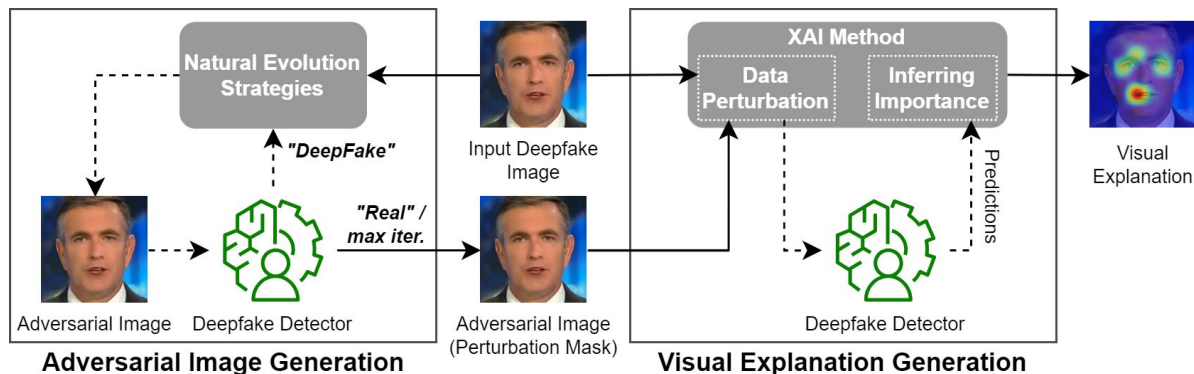 Natural Evolution
Strategies
"DeepFake"
"Real" /
max iter.
Adversarial Image
Deepfake Detector
Adversarial Image Generation
Input Deepfake
Image
Adversarial Image
(Perturbation Mask)
XAI Method
Data
Perturbation
Inferring
Importance
Predictions
Deepfake Detector
Visual Explanation Generation
Visual
Explanation